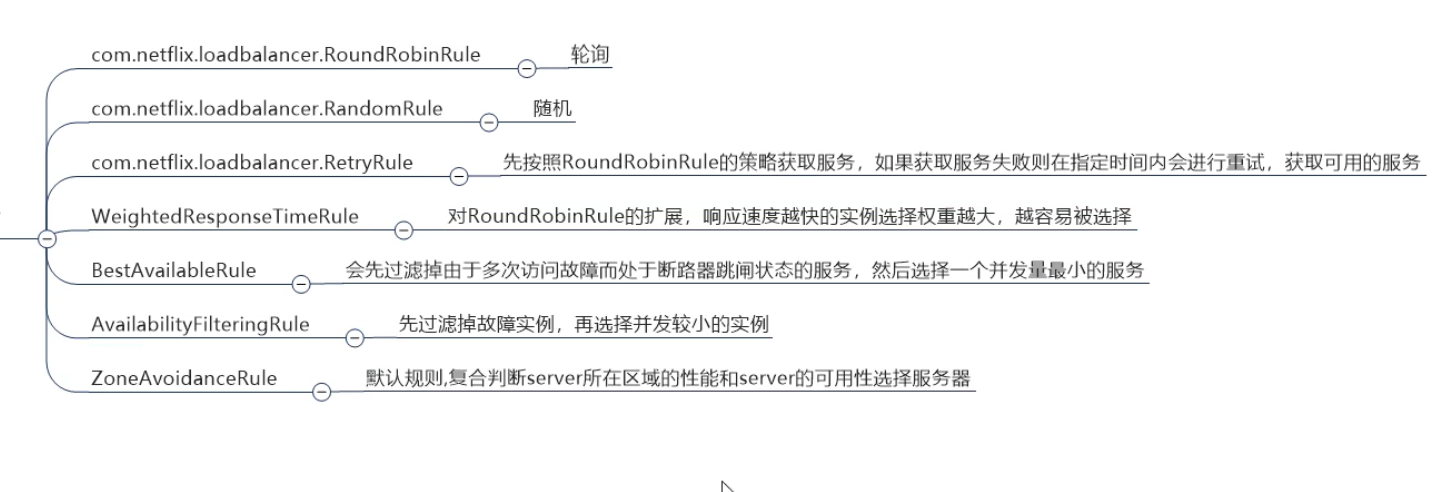 com.netflix.loadbalancer.RoundRobinRule 轮询
com.netflix.loadbalancer.RandomRule 随机
com.netflix.loadbalancer.RetryRule 先按照RoundRobinRule的策略获取服务，如果获取服务失败则在指定时间内会进行重试，获取可用的服务
WeightedResponseTimeRule 对RoundRobinRule的扩展，响应速度越快的实例选择权重越大，越容易被选择
BestAvailableRule 会先过滤掉由于多次访问故障而处于断路器跳闸状态的服务，然后选择一个并发量最小的服务
AvailabilityFilteringRule 先过滤掉故障实例，再选择并发较小的实例
ZoneAvoidanceRule 默认规则,复合判断server所在区域的性能和server的可用性选择服务器